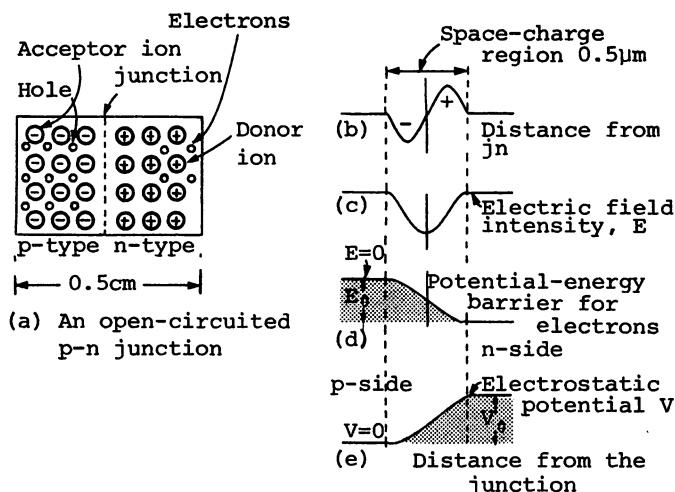 Electrons
Acceptor ion
junction
Hole
Donor
ion
p-type n-type
0.5cm
(a) An open-circuited
p-n junction
Space-charge
region 0.5μm
- +
(b) Distance from
jn
(c) Electric field
intensity, E
E=0
Potential-energy
barrier for
electrons
E₀
(d) n-side
p-side
Electrostatic
potential V
V=0
V₀
(e) Distance from the
junction